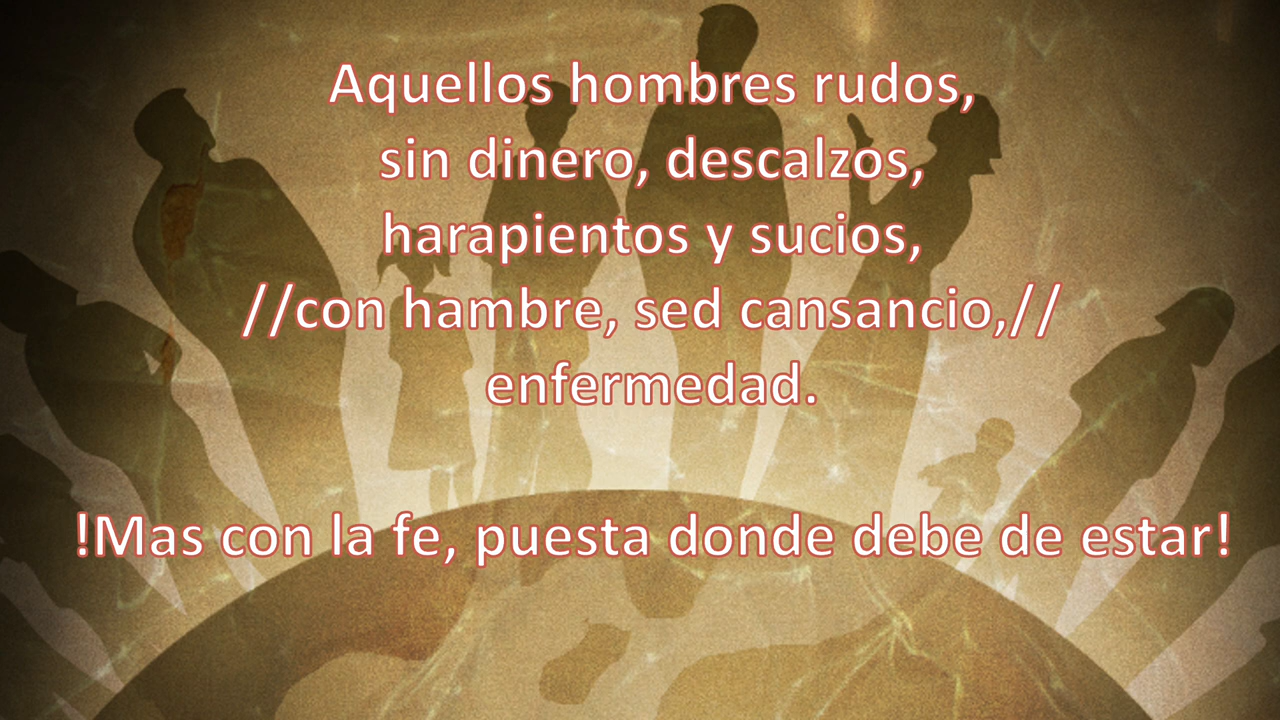 Aquellos hombres rudos,
sin dinero, descalzos,
harapientos y sucios,
//con hambre, sed cansancio,//
enfermedad.
!Mas con la fe, puesta donde debe de estar!